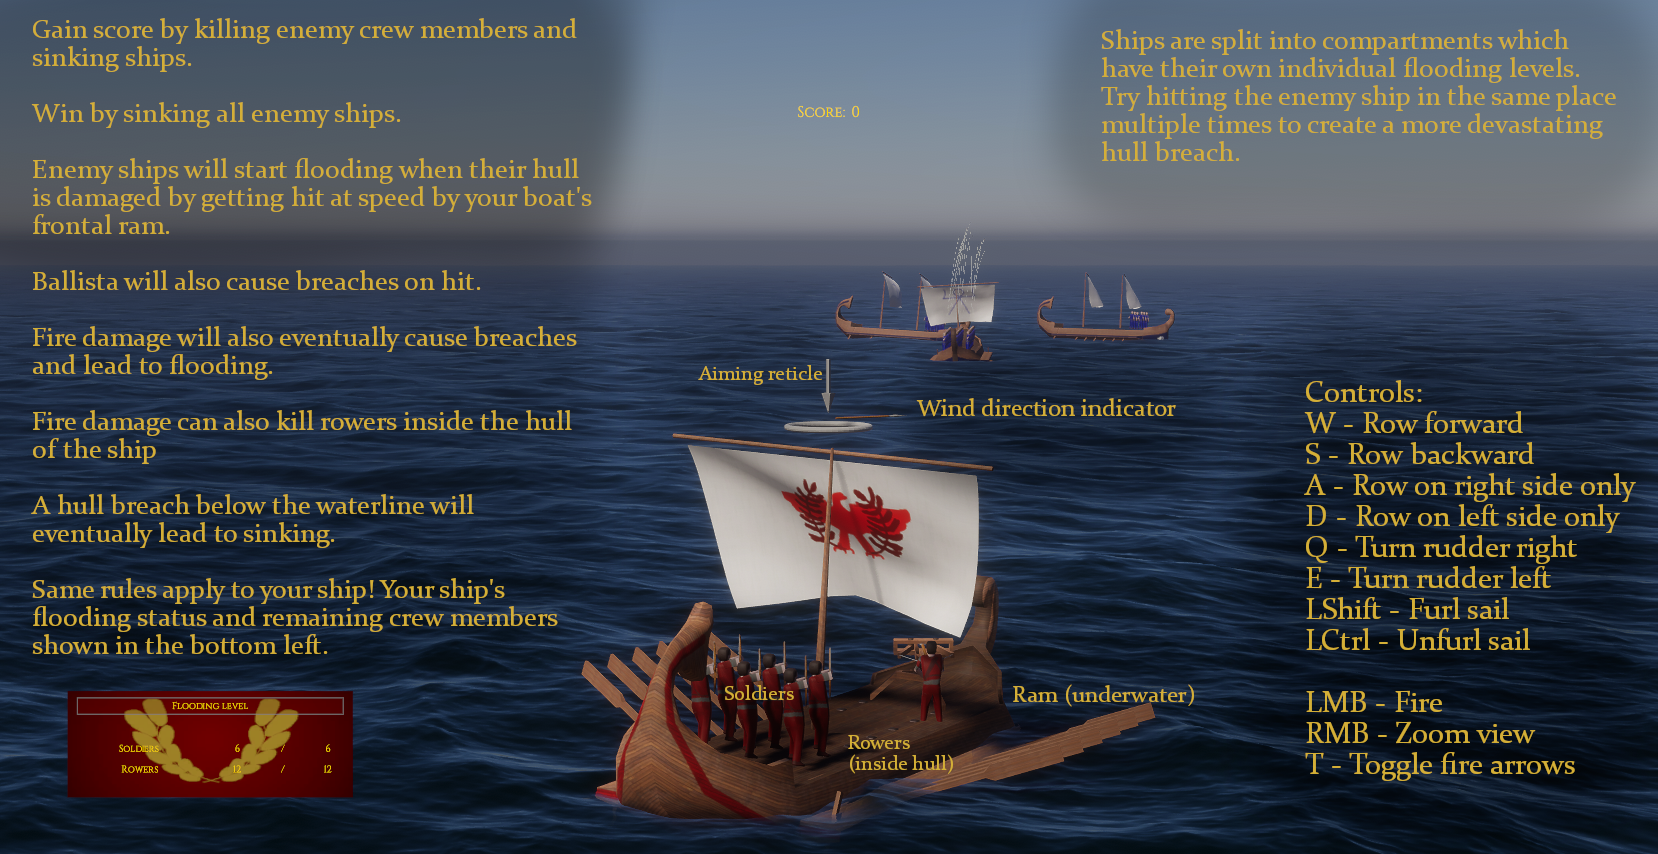 Gain score by killing enemy crew members and
sinking ships.
Win by sinking all enemy ships.
Enemy ships will start flooding when their hull
is damaged by getting hit at speed by your boat's
frontal ram.
Ballista will also cause breaches on hit.
Fire damage will also eventually cause breaches
and lead to flooding.
Fire damage can also kill rowers inside the hull
of the ship
A hull breach below the waterline will
eventually lead to sinking.
Same rules apply to your ship! Your ship's
flooding status and remaining crew members
shown in the bottom left.
Flooding level
Soldiers 6 / 6
Rowers 12 / 12
Score: 0
Aiming reticle
Wind direction indicator
Soldiers
Rowers
(inside hull)
Ram (underwater)
Ships are split into compartments which
have their own individual flooding levels.
Try hitting the enemy ship in the same place
multiple times to create a more devastating
hull breach.
Controls:
W - Row forward
S - Row backward
A - Row on right side only
D - Row on left side only
Q - Turn rudder right
E - Turn rudder left
LShift - Furl sail
LCtrl - Unfurl sail
LMB - Fire
RMB - Zoom view
T - Toggle fire arrows